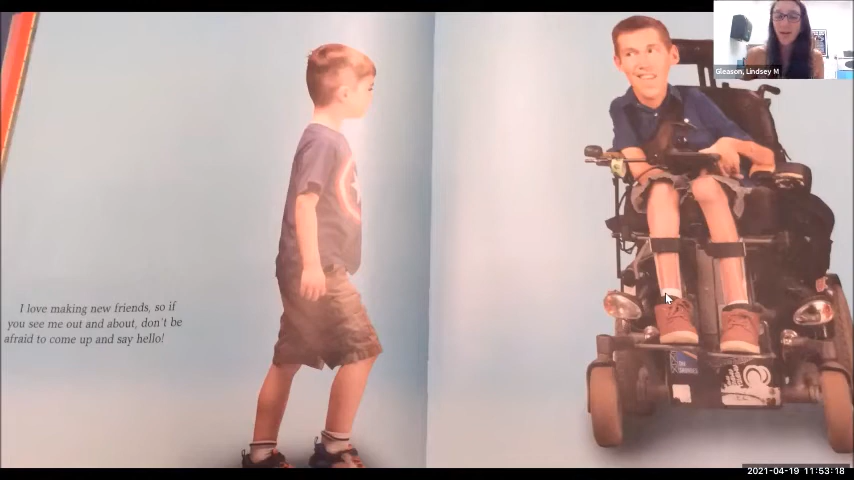 Gleason, Lindsey M
I love making new friends, so if
you see me out and about, don't be
afraid to come up and say hello!
2021-04-19 11:53:18